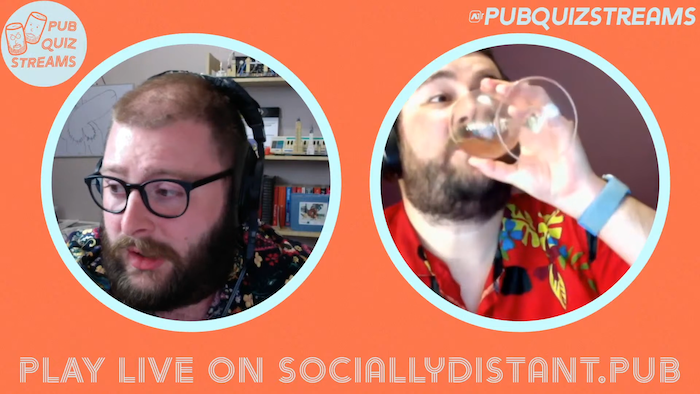 PUB
QUIZ
STREAMS
@PUBQUIZSTREAMS
PLAY LIVE ON SOCIALLYDISTANT.PUB